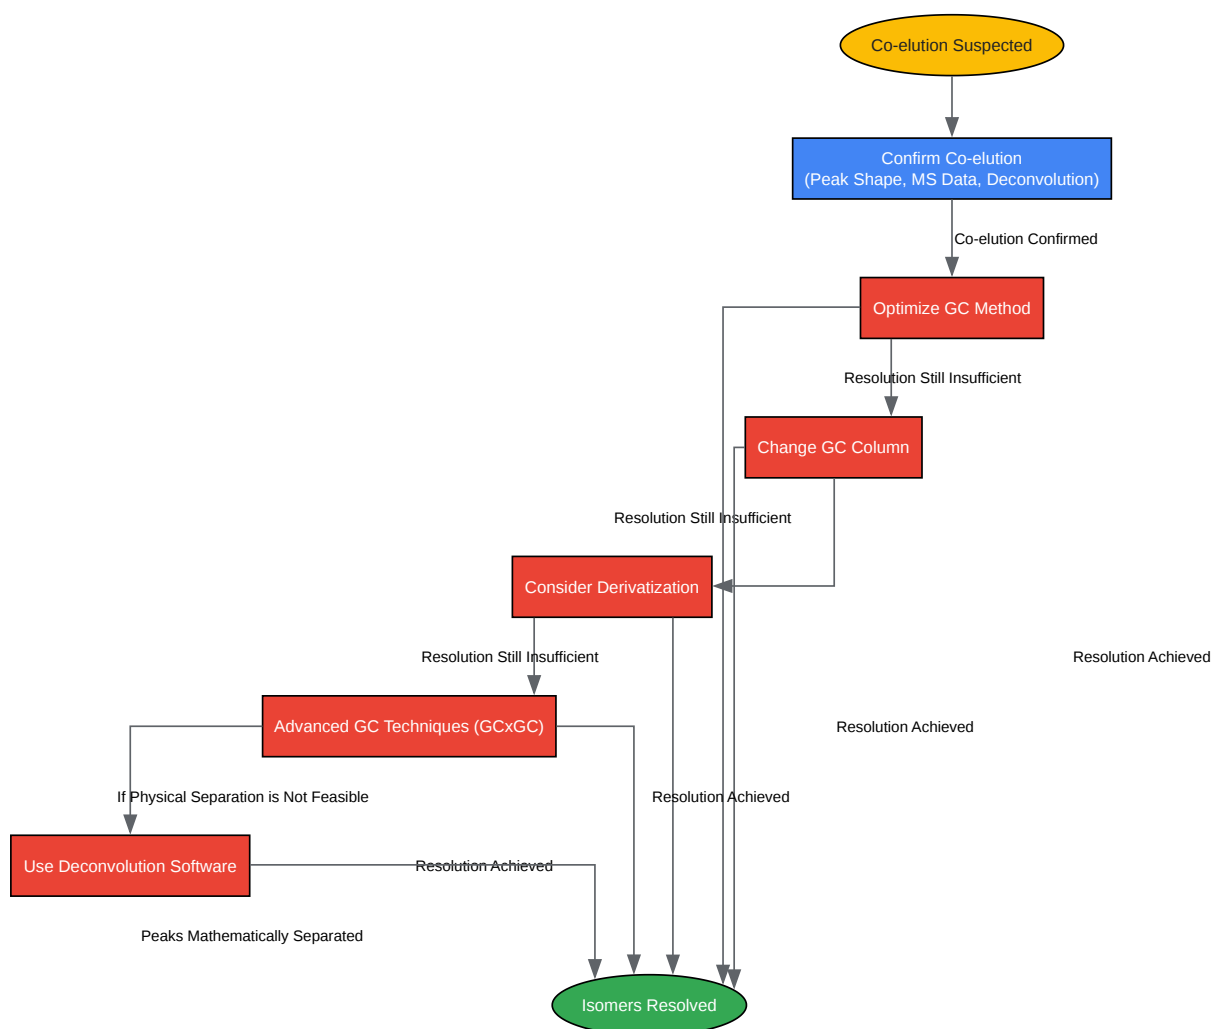 Co-elution Suspected
Confirm Co-elution
(Peak Shape, MS Data, Deconvolution)
Co-elution Confirmed
Optimize GC Method
Resolution Still Insufficient
Change GC Column
Resolution Still Insufficient
Consider Derivatization
Resolution Still Insufficient
Resolution Achieved
Advanced GC Techniques (GCxGC)
Resolution Achieved
If Physical Separation is Not Feasible
Resolution Achieved
Use Deconvolution Software
Resolution Achieved
Peaks Mathematically Separated
Isomers Resolved